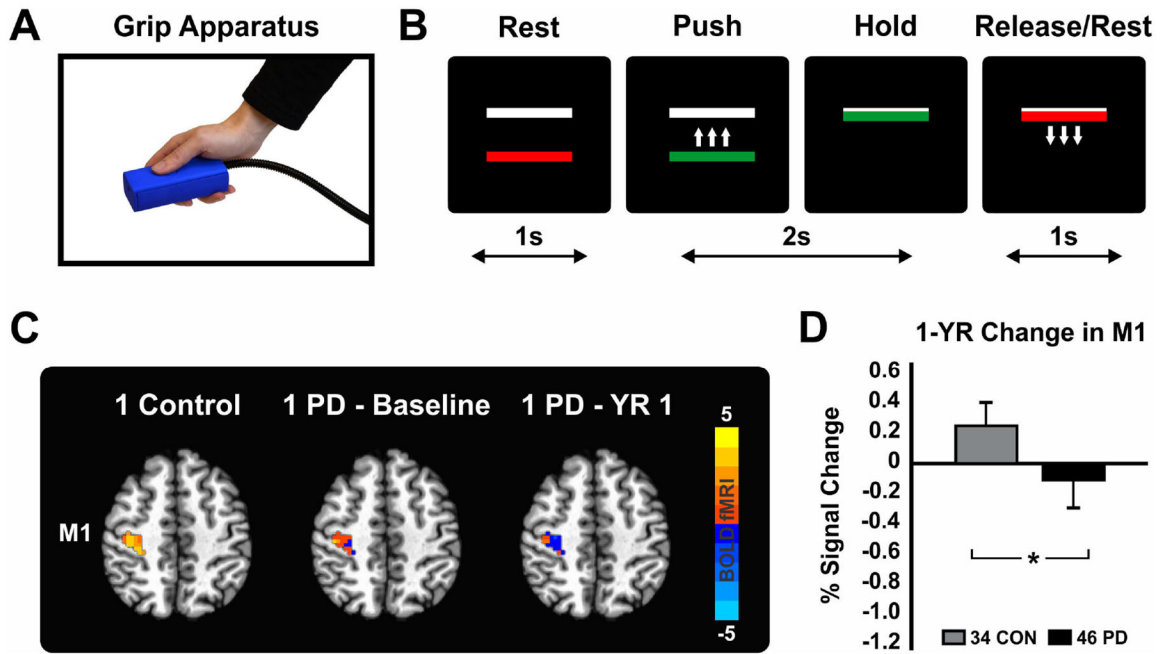 A
Grip Apparatus
B
Rest
Push
Hold
Release/Rest
1s
2s
1s
C
1 Control
1 PD - Baseline
1 PD - YR 1
M1
5
BOLD fMRI
-5
D
1-YR Change in M1
% Signal Change
0.6
0.4
0.2
0
-0.2
-0.4
-0.6
-0.8
-1.0
-1.2
*
34 CON
46 PD